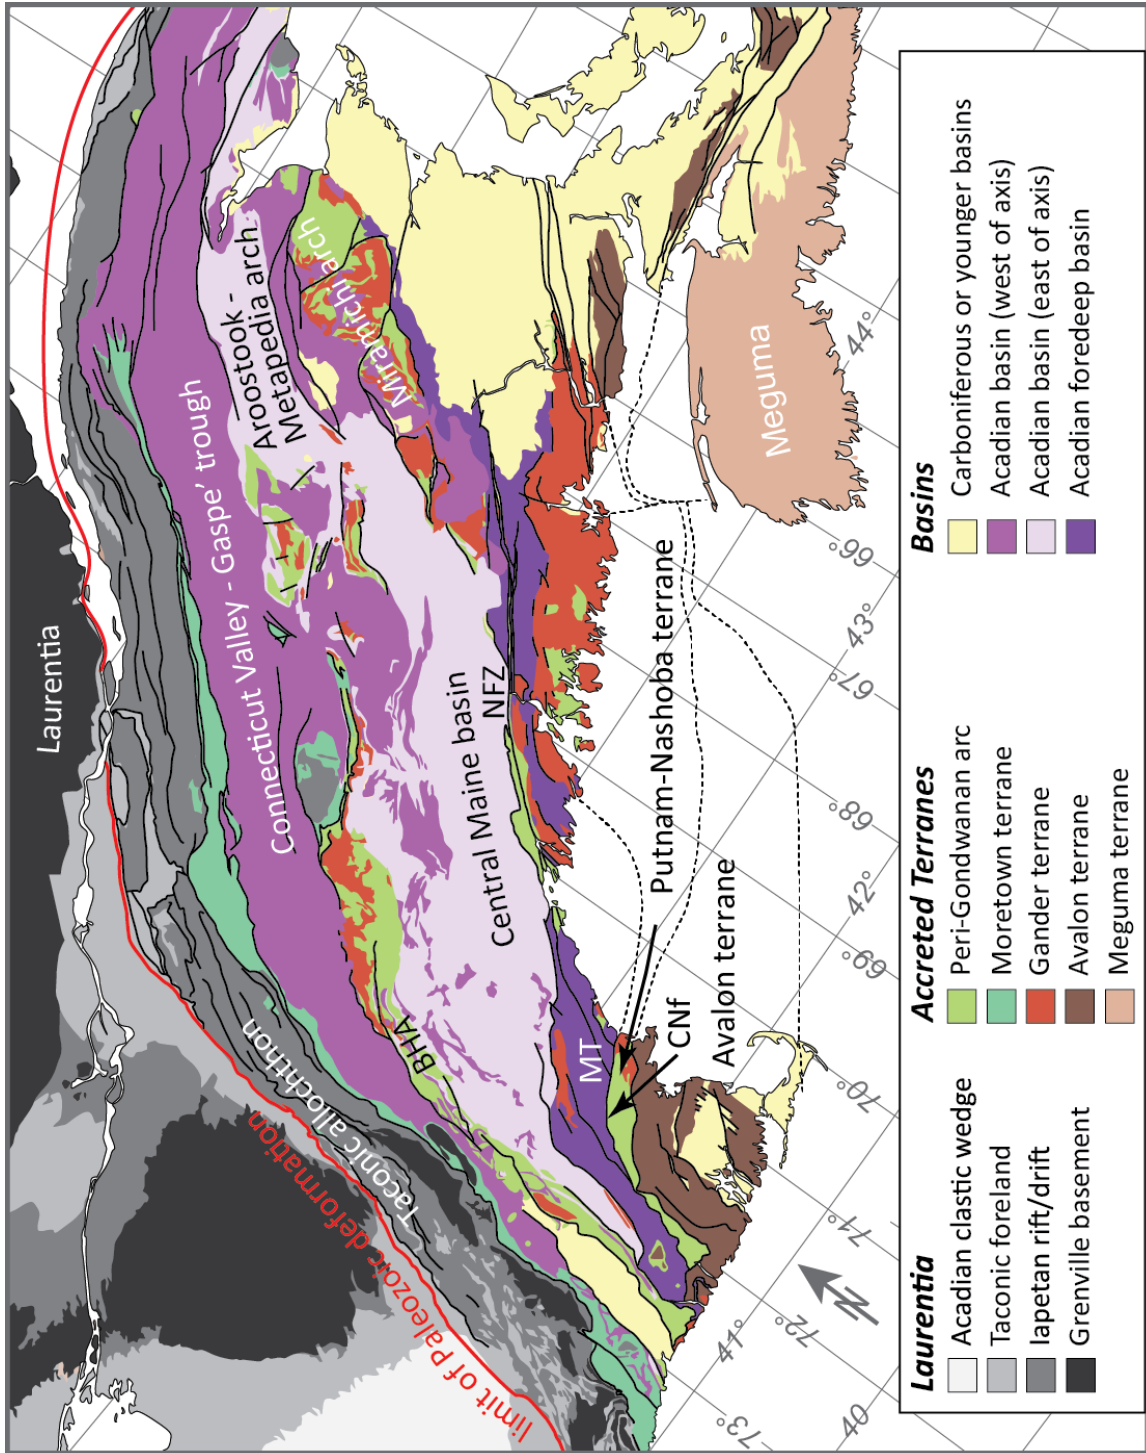 Laurentia
limit of Paleozoic deformation
Taconic allochthon
Connecticut Valley - Gaspe' trough
Aroostook -
Metapedia arch.
Miramichi arch
BHA
Central Maine basin
NFZ
MT
CNf
Putnam-Nashoba terrane
Avalon terrane
Meguma
40
41°
42°
43°
44°
73°
72°
71°
70°
69°
68°
67°
66°
N
Laurentia
Acadian clastic wedge
Taconic foreland
Iapetan rift/drift
Grenville basement
Accreted Terranes
Peri-Gondwanan arc
Moretown terrane
Gander terrane
Avalon terrane
Meguma terrane
Basins
Carboniferous or younger basins
Acadian basin (west of axis)
Acadian basin (east of axis)
Acadian foredeep basin